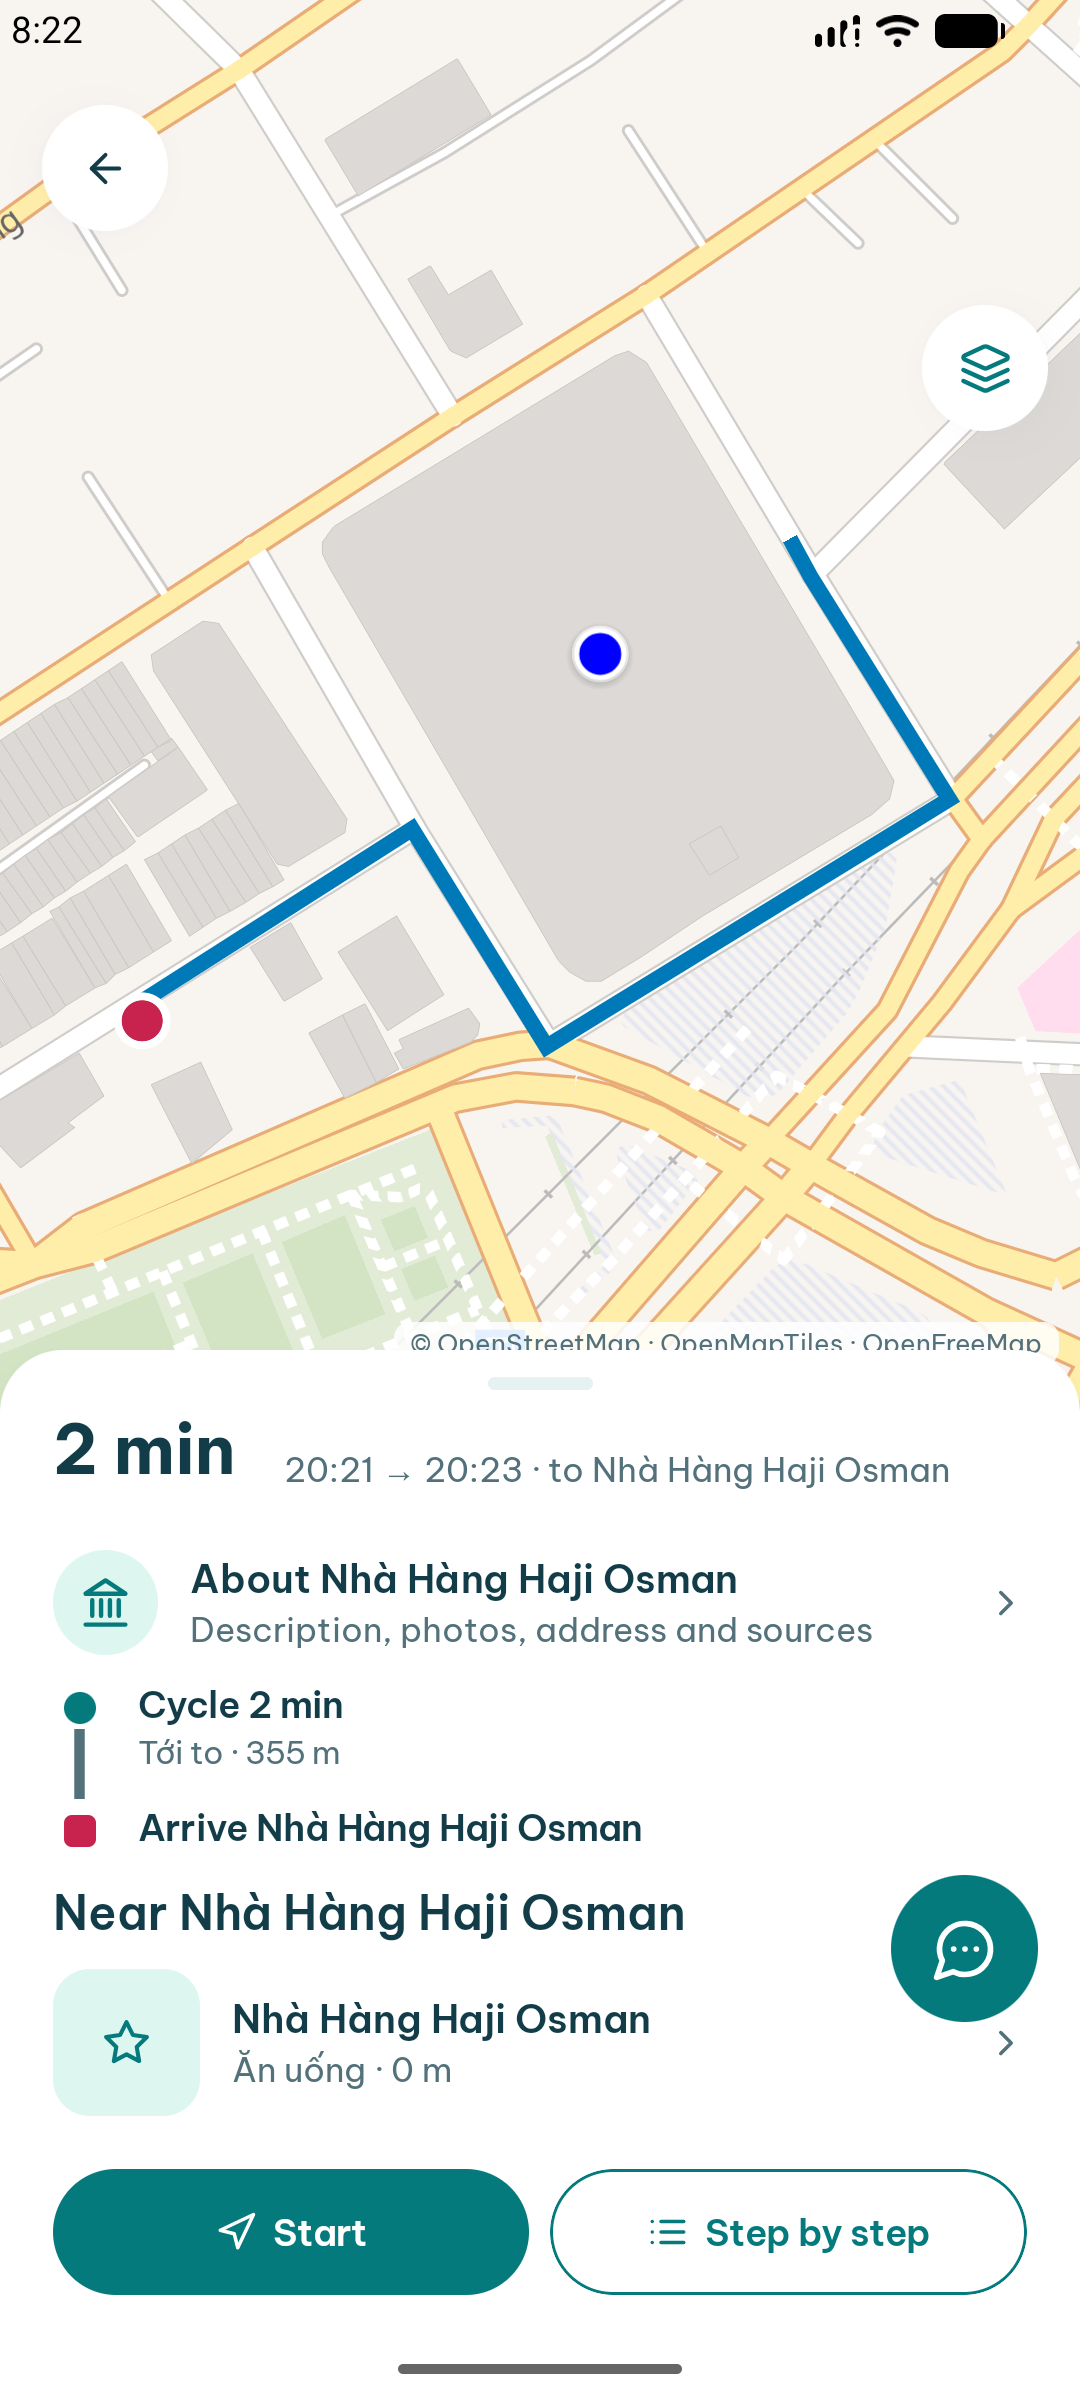 8:22
g
© OpenStreetMap · OpenMapTiles · OpenFreeMap
2 min
20:21 → 20:23 · to Nhà Hàng Haji Osman
About Nhà Hàng Haji Osman
Description, photos, address and sources
Cycle 2 min
Tới to · 355 m
Arrive Nhà Hàng Haji Osman
Near Nhà Hàng Haji Osman
Nhà Hàng Haji Osman
Ăn uống · 0 m
Start
Step by step